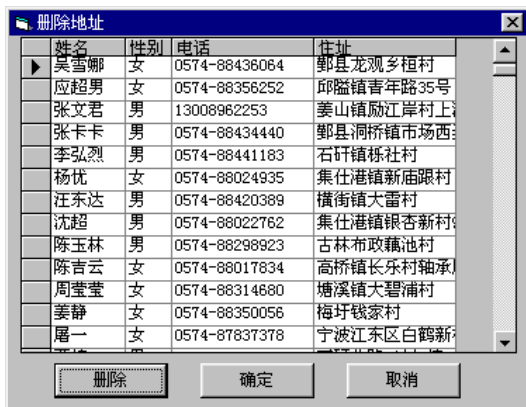 删除地址
姓名 性别 电话 住址
吴雪娜 女 0574-88436064 鄞县龙观乡桓村
应超男 女 0574-88356252 邱隘镇青年路35号
张文君 男 13008962253 姜山镇励江岸村上
张卡卡 男 0574-88434440 鄞县洞桥镇市场西
李弘烈 男 0574-88441183 石矸镇栎社村
杨优 女 0574-88024935 集仕港镇新庙跟村
汪东达 男 0574-88420389 横街镇大雷村
沈超 男 0574-88022762 集仕港镇银杏新村
陈玉林 男 0574-88298923 古林布政藕池村
陈吉云 女 0574-88017834 高桥镇长乐村轴承
周莹莹 女 0574-88314680 塘溪镇大碧浦村
姜静 女 0574-88350056 梅圩钱家村
屠一 女 0574-87837378 宁波江东区白鹤新
删除 确定 取消